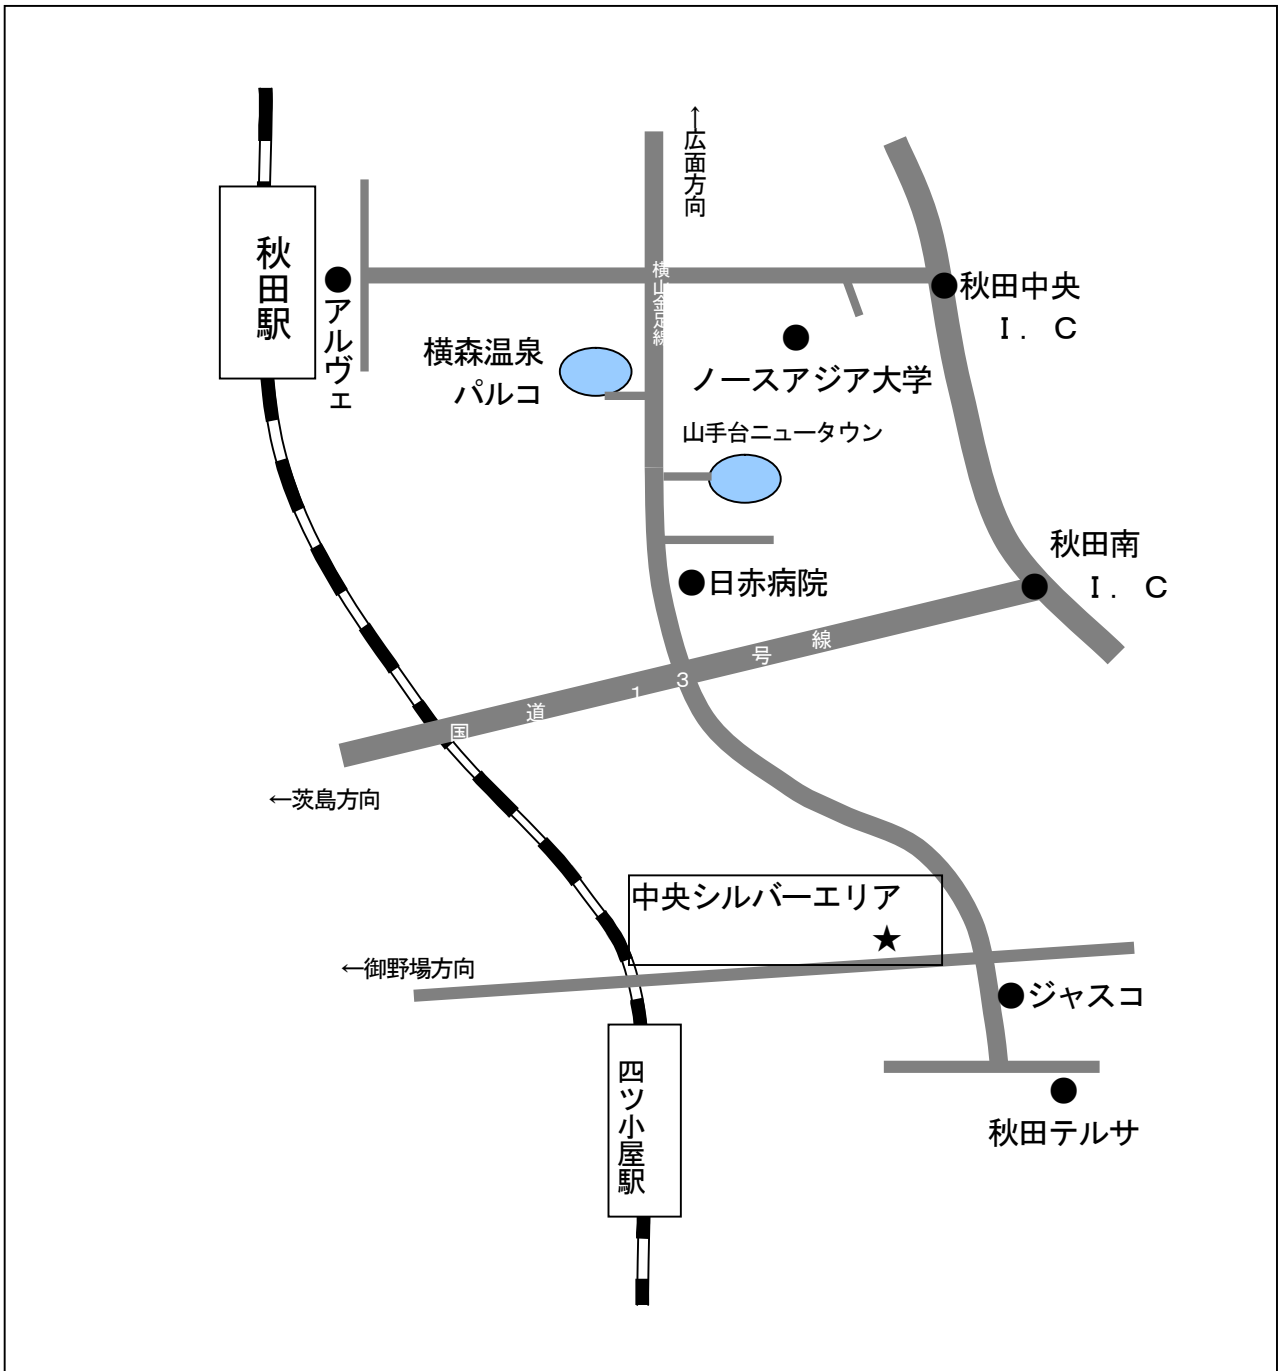 ↑広面方向
秋田駅
アルヴェ
横山金足線
秋田中央
Ｉ．Ｃ
横森温泉
パルコ
ノースアジア大学
山手台ニュータウン
秋田南
Ｉ．Ｃ
日赤病院
国道１３号線
←茨島方向
中央シルバーエリア
★
←御野場方向
ジャスコ
四ツ小屋駅
秋田テルサ